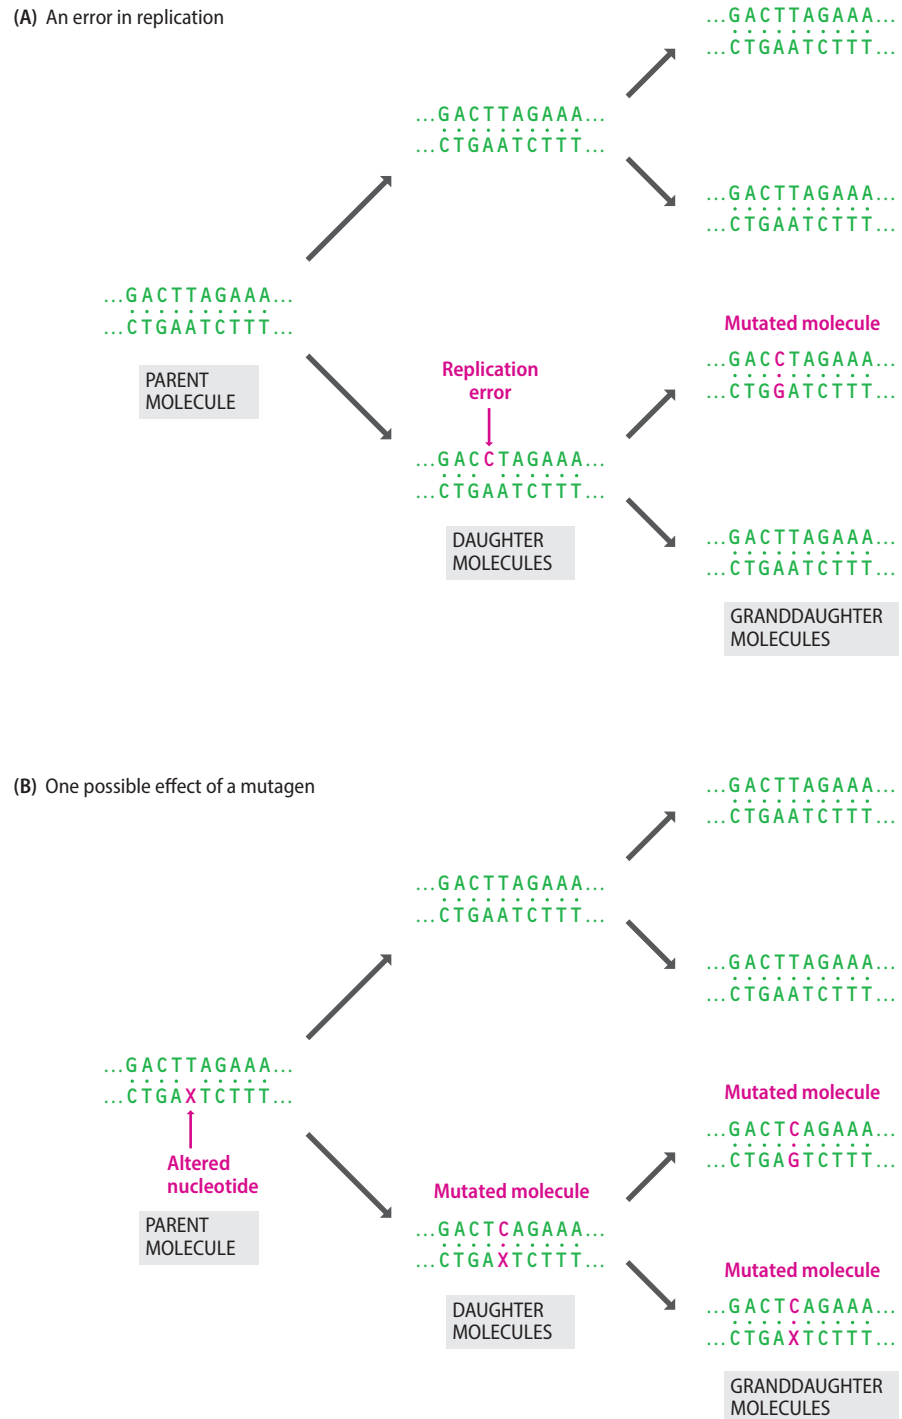 (A) An error in replication
...GACTTAGAAA...
...CTGAATCTTT...
...GACTTAGAAA...
...CTGAATCTTT...
...GACTTAGAAA...
...CTGAATCTTT...
...GACTTAGAAA...
...CTGAATCTTT...
PARENT
MOLECULE
Replication
error
...GACCTAGAAA...
...CTGAATCTTT...
DAUGHTER
MOLECULES
Mutated molecule
...GACCTAGAAA...
...CTGGATCTTT...
...GACTTAGAAA...
...CTGAATCTTT...
GRANDDAUGHTER
MOLECULES
(B) One possible effect of a mutagen
...GACTTAGAAA...
...CTGAATCTTT...
...GACTTAGAAA...
...CTGAATCTTT...
...GACTTAGAAA...
...CTGAATCTTT...
...GACTTAGAAA...
...CTGAXTCTTT...
Altered
nucleotide
PARENT
MOLECULE
Mutated molecule
...GACTCAGAAA...
...CTGAXTCTTT...
DAUGHTER
MOLECULES
Mutated molecule
...GACTCAGAAA...
...CTGAGTCTTT...
Mutated molecule
...GACTCAGAAA...
...CTGAXTCTTT...
GRANDDAUGHTER
MOLECULES